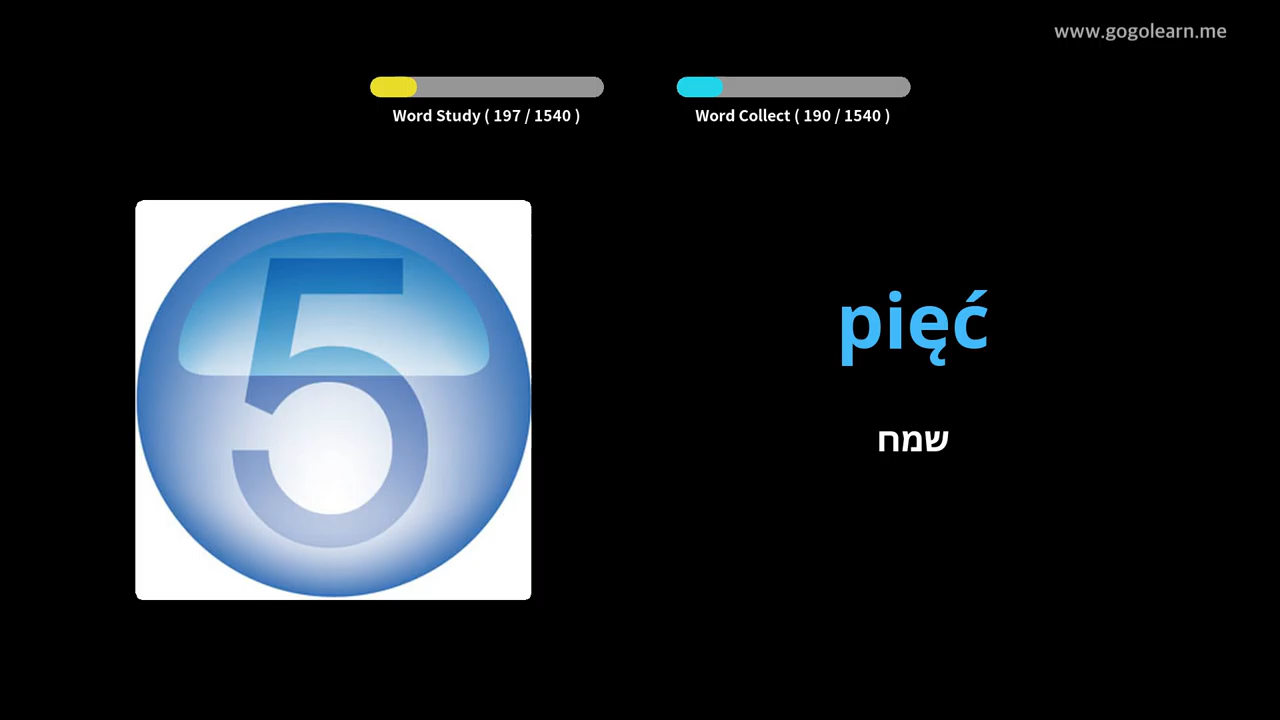 www.gogolearn.me
Word Study ( 197 / 1540 )
Word Collect ( 190 / 1540 )
5
pięć
שמח